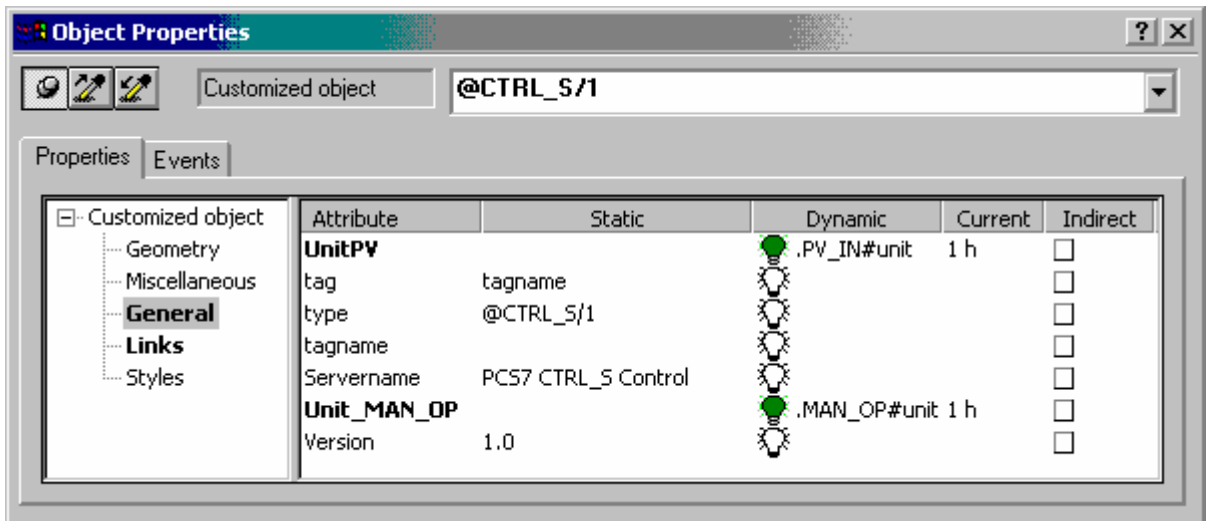 Object Properties
Customized object @CTRL_S/1
Properties Events
Customized object Attribute Static Dynamic Current Indirect
Geometry UnitPV .PV_IN#unit 1 h
Miscellaneous tag tagname
General type @CTRL_S/1
Links tagname
Styles Servername PCS7 CTRL_S Control
Unit_MAN_OP .MAN_OP#unit 1 h
Version 1.0